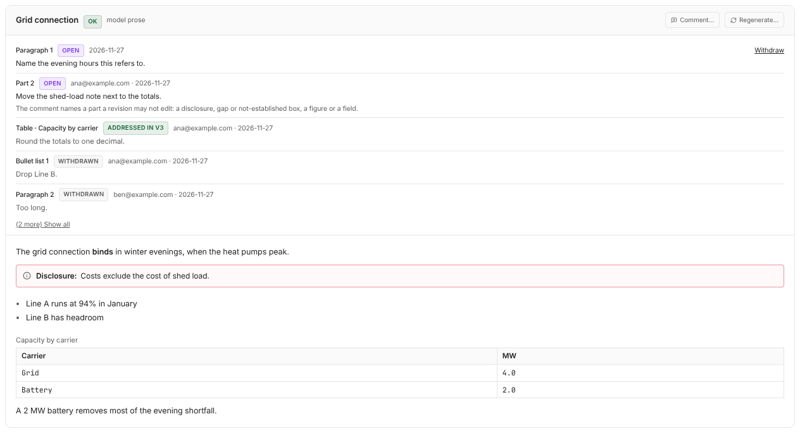 Grid connection OK model prose Comment... Regenerate...
Paragraph 1 OPEN 2026-11-27 Withdraw
Name the evening hours this refers to.
Part 2 OPEN ana@example.com · 2026-11-27
Move the shed-load note next to the totals.
The comment names a part a revision may not edit: a disclosure, gap or not-established box, a figure or a field.
Table · Capacity by carrier ADDRESSED IN V3 ana@example.com · 2026-11-27
Round the totals to one decimal.
Bullet list 1 WITHDRAWN ana@example.com · 2026-11-27
Drop Line B.
Paragraph 2 WITHDRAWN ben@example.com · 2026-11-27
Too long.
(2 more) Show all
The grid connection binds in winter evenings, when the heat pumps peak.
Disclosure: Costs exclude the cost of shed load.
• Line A runs at 94% in January
• Line B has headroom
Capacity by carrier
Carrier MW
Grid 4.0
Battery 2.0
A 2 MW battery removes most of the evening shortfall.